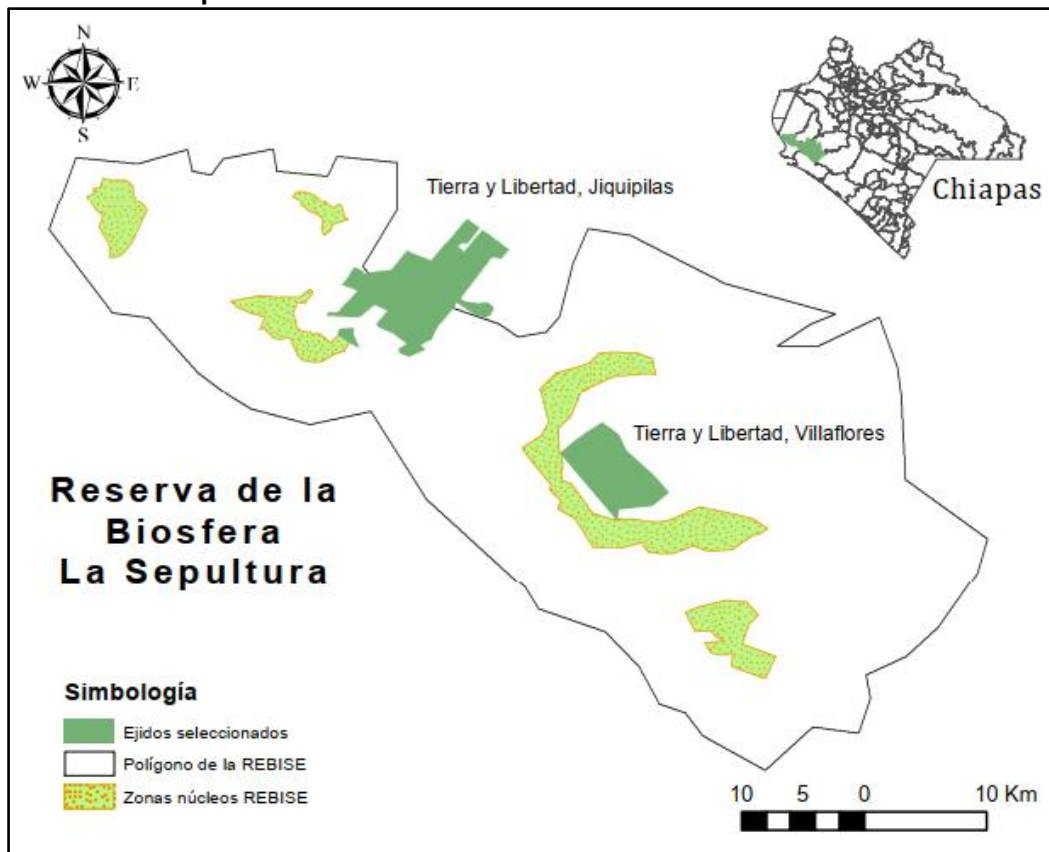 N
W E
S
Chiapas
Tierra y Libertad, Jiquipilas
Tierra y Libertad, Villaflores
Reserva de la
Biosfera
La Sepultura
Simbología
Ejidos seleccionados
Polígono de la REBISE
Zonas núcleos REBISE
10 5 0 10 Km